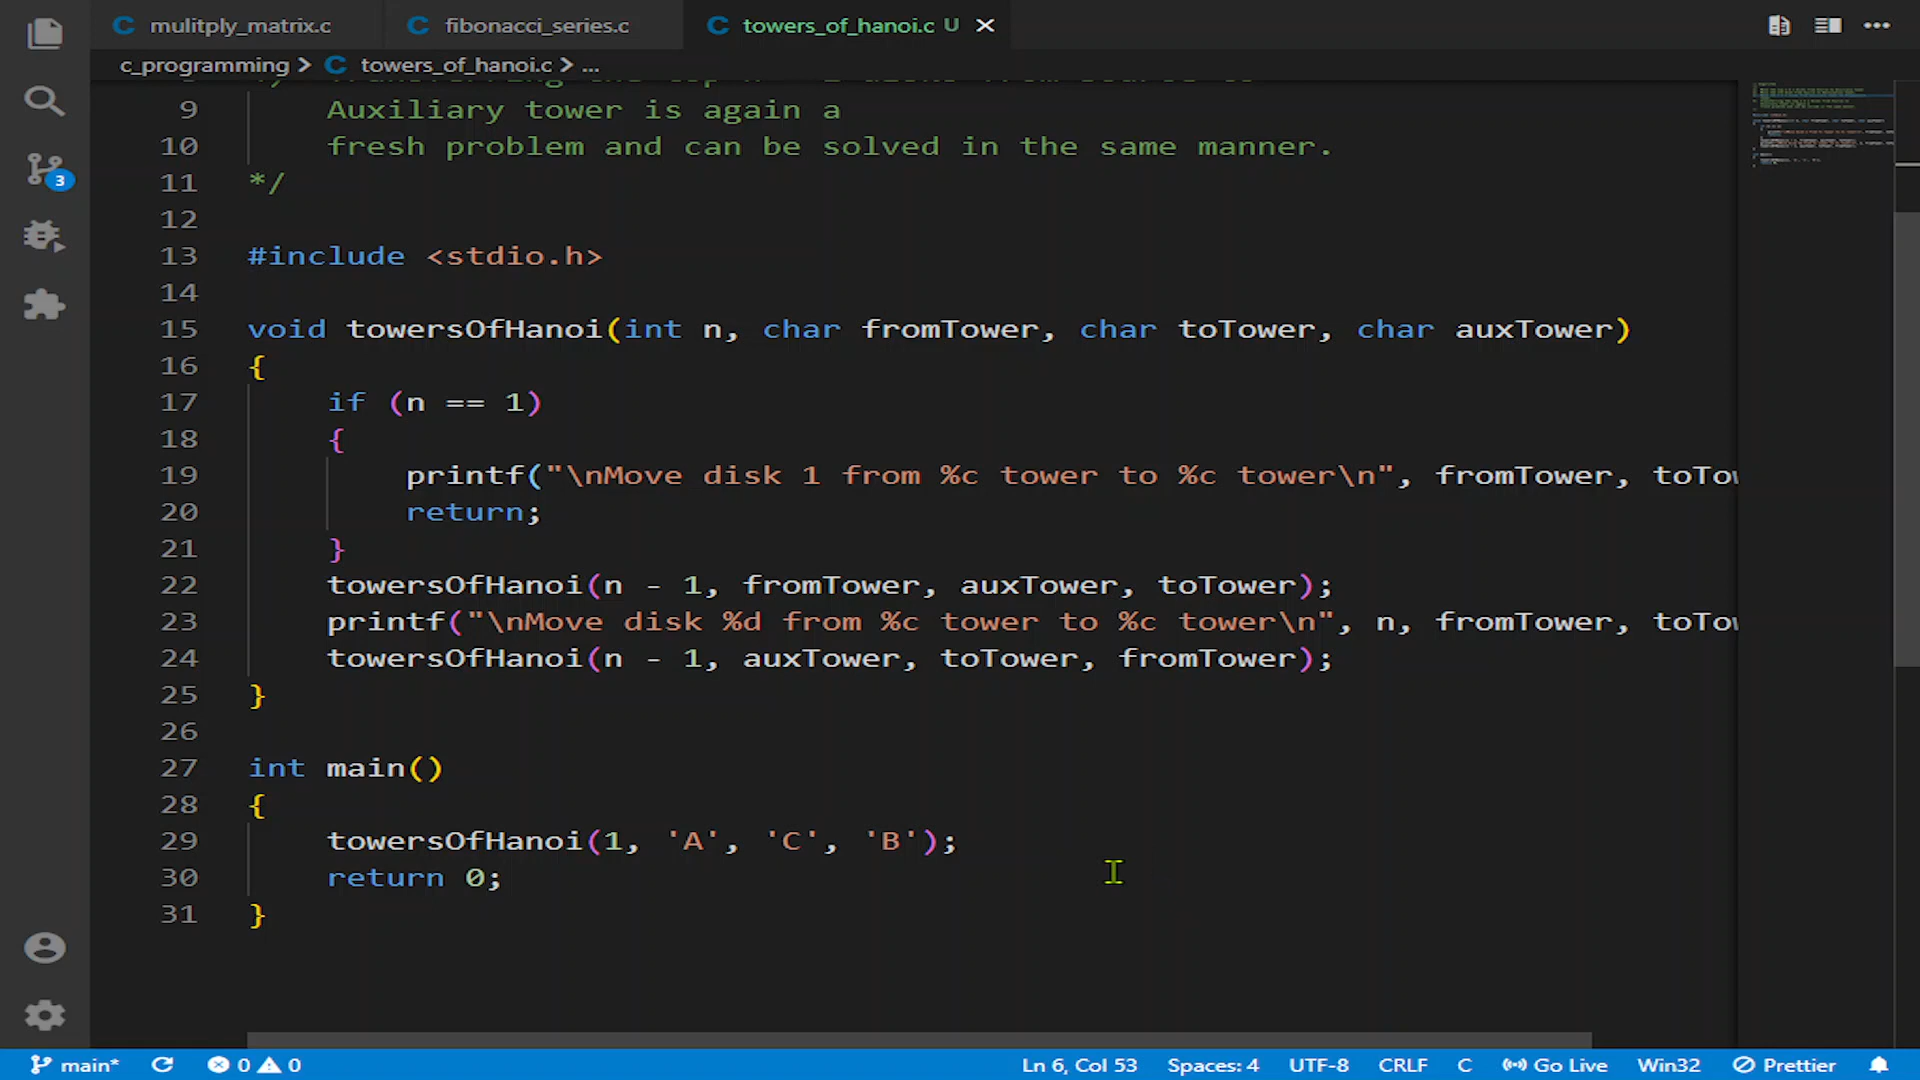 mulitply_matrix.c fibonacci_series.c towers_of_hanoi.c U
c_programming > towers_of_hanoi.c > ...
9 Auxiliary tower is again a
10 fresh problem and can be solved in the same manner.
11 */
12
13 #include <stdio.h>
14
15 void towersOfHanoi(int n, char fromTower, char toTower, char auxTower)
16 {
17 if (n == 1)
18 {
19 printf("\nMove disk 1 from %c tower to %c tower\n", fromTower, toTow
20 return;
21 }
22 towersOfHanoi(n - 1, fromTower, auxTower, toTower);
23 printf("\nMove disk %d from %c tower to %c tower\n", n, fromTower, toTow
24 towersOfHanoi(n - 1, auxTower, toTower, fromTower);
25 }
26
27 int main()
28 {
29 towersOfHanoi(1, 'A', 'C', 'B');
30 return 0;
31 }
3
main* 0 0 Ln 6, Col 53 Spaces: 4 UTF-8 CRLF C Go Live Win32 Prettier